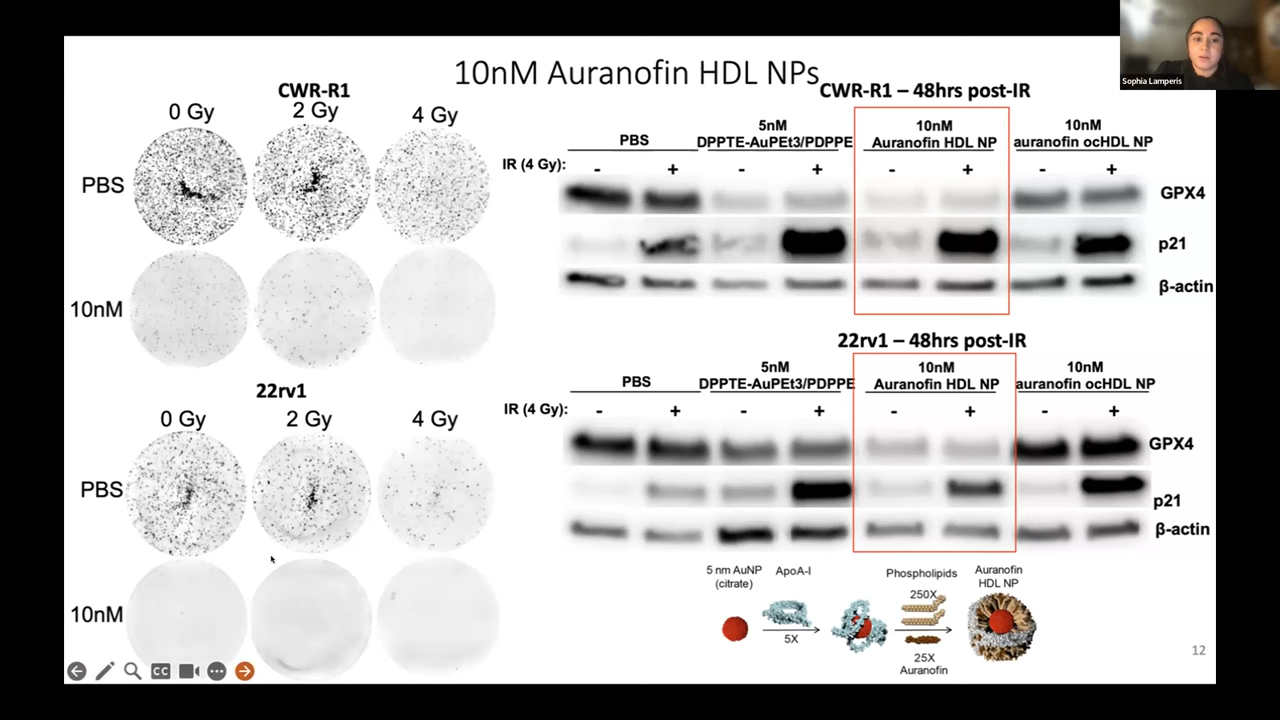 10nM Auranofin HDL NPs
Sophia Lamperis
CWR-R1
0 Gy 2 Gy 4 Gy
PBS
10nM
22rv1
0 Gy 2 Gy 4 Gy
PBS
10nM
CWR-R1 – 48hrs post-IR
PBS 5nM DPPTE-AuPEt3/PDPPE 10nM Auranofin HDL NP 10nM auranofin ocHDL NP
IR (4 Gy): - + - + - + - +
GPX4
p21
β-actin
22rv1 – 48hrs post-IR
PBS 5nM DPPTE-AuPEt3/PDPPE 10nM Auranofin HDL NP 10nM auranofin ocHDL NP
IR (4 Gy): - + - + - + - +
GPX4
p21
β-actin
5 nM AuNP (citrate)
ApoA-I
5X
Phospholipids
250X
25X
Auranofin
Auranofin HDL NP
CC
12